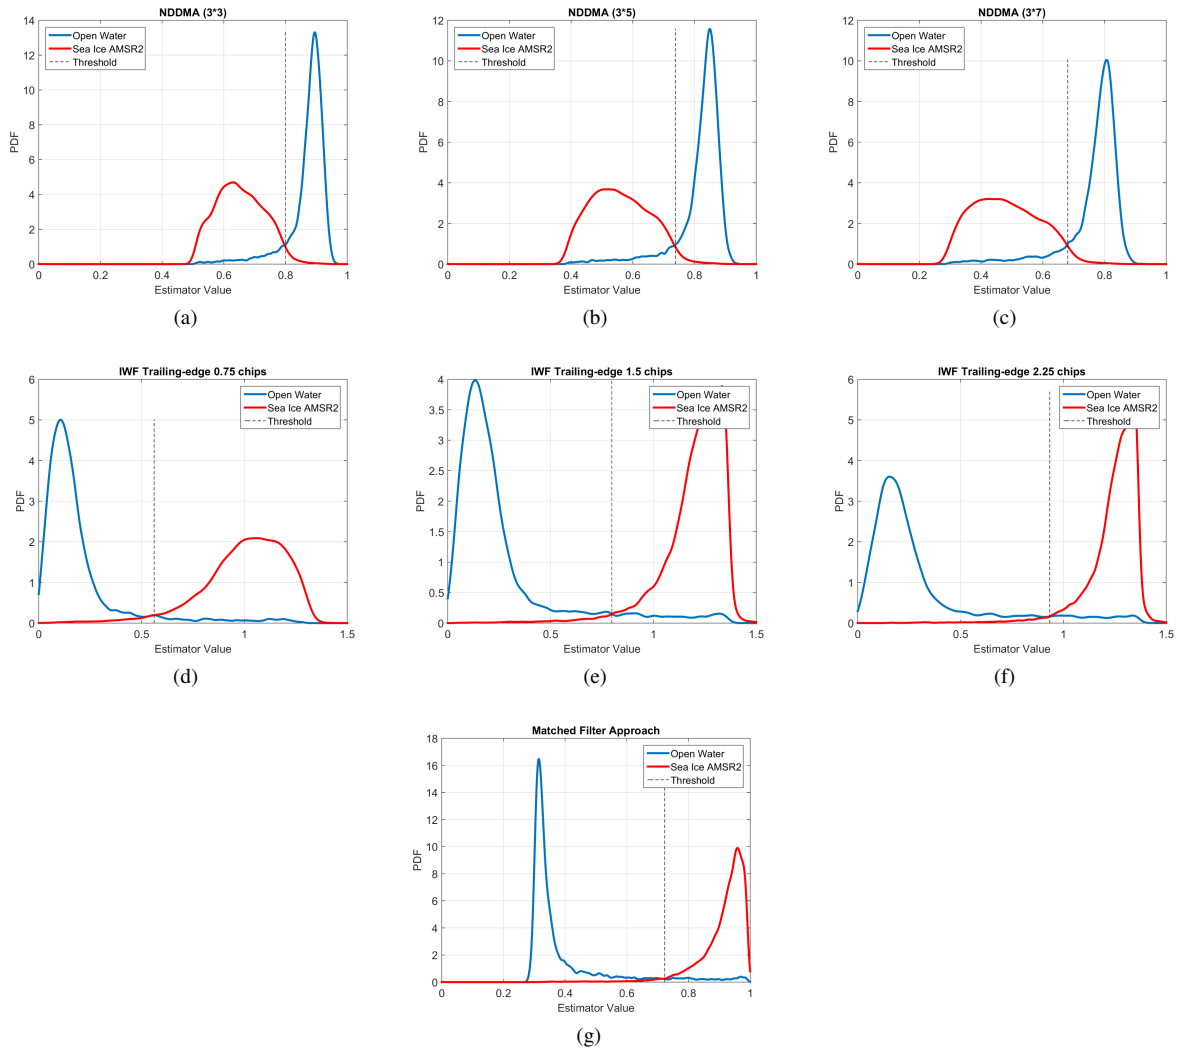 NDDMA (3*3)
Open Water
Sea Ice AMSR2
Threshold
PDF
14
12
10
8
6
4
2
0
0 0.2 0.4 0.6 0.8 1
Estimator Value
(a)
NDDMA (3*5)
Open Water
Sea Ice AMSR2
Threshold
PDF
12
10
8
6
4
2
0
0 0.2 0.4 0.6 0.8 1
Estimator Value
(b)
NDDMA (3*7)
Open Water
Sea Ice AMSR2
Threshold
PDF
12
10
8
6
4
2
0
0 0.2 0.4 0.6 0.8 1
Estimator Value
(c)
IWF Trailing-edge 0.75 chips
Open Water
Sea Ice AMSR2
Threshold
PDF
6
5
4
3
2
1
0
0 0.5 1 1.5
Estimator Value
(d)
IWF Trailing-edge 1.5 chips
Open Water
Sea Ice AMSR2
Threshold
PDF
4
3.5
3
2.5
2
1.5
1
0.5
0
0 0.5 1 1.5
Estimator Value
(e)
IWF Trailing-edge 2.25 chips
Open Water
Sea Ice AMSR2
Threshold
PDF
6
5
4
3
2
1
0
0 0.5 1 1.5
Estimator Value
(f)
Matched Filter Approach
Open Water
Sea Ice AMSR2
Threshold
PDF
18
16
14
12
10
8
6
4
2
0
0 0.2 0.4 0.6 0.8 1
Estimator Value
(g)